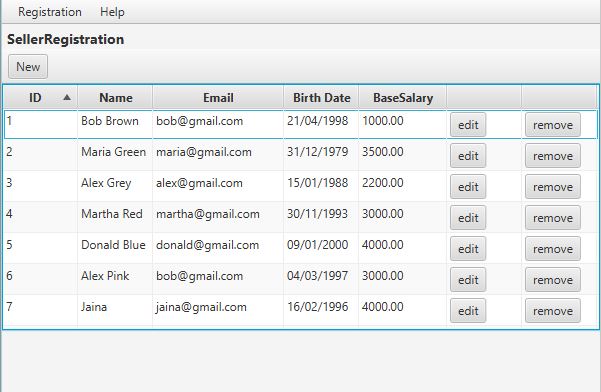 Registration Help
SellerRegistration
New
ID Name Email Birth Date BaseSalary
1 Bob Brown bob@gmail.com 21/04/1998 1000.00 edit remove
2 Maria Green maria@gmail.com 31/12/1979 3500.00 edit remove
3 Alex Grey alex@gmail.com 15/01/1988 2200.00 edit remove
4 Martha Red martha@gmail.com 30/11/1993 3000.00 edit remove
5 Donald Blue donald@gmail.com 09/01/2000 4000.00 edit remove
6 Alex Pink bob@gmail.com 04/03/1997 3000.00 edit remove
7 Jaina jaina@gmail.com 16/02/1996 4000.00 edit remove